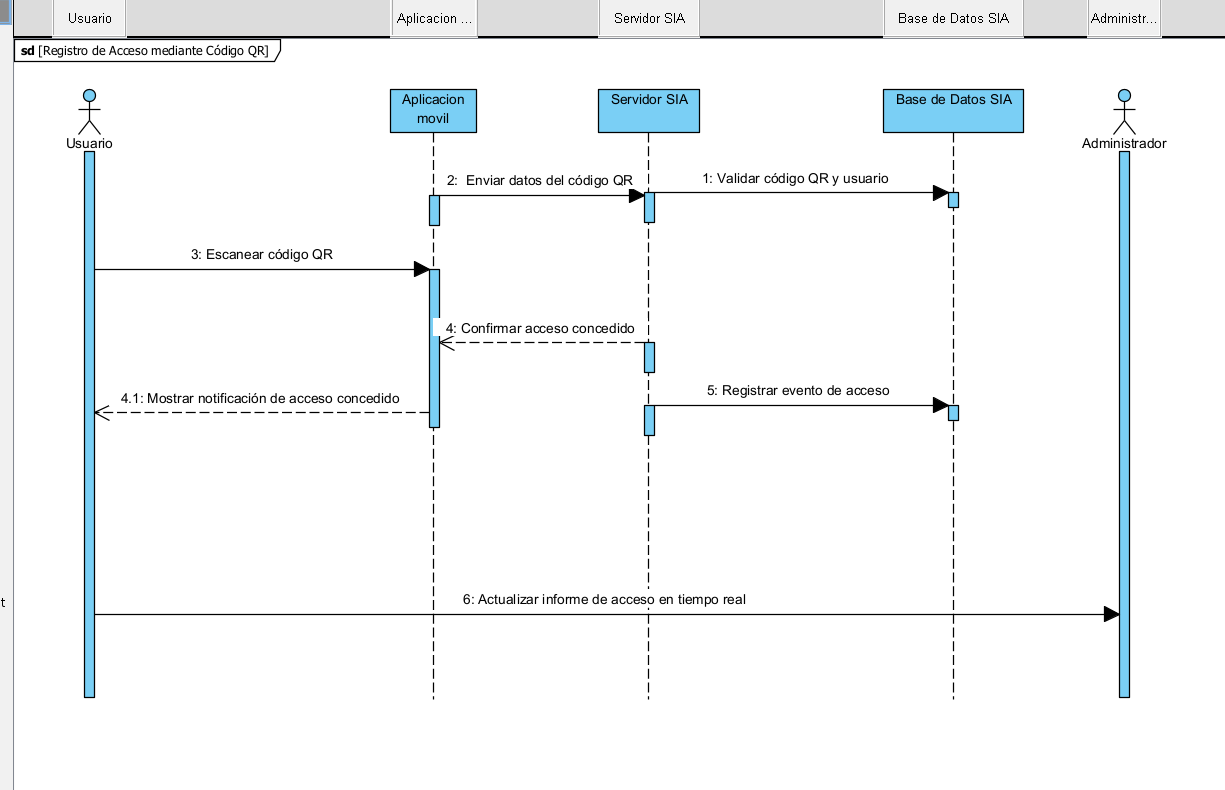 Usuario
Aplicacion ...
Servidor SIA
Base de Datos SIA
Administr...
sd [Registro de Acceso mediante Código QR]
Usuario
Aplicacion
movil
Servidor SIA
Base de Datos SIA
Administrador
2:  Enviar datos del código QR
1: Validar código QR y usuario
3: Escanear código QR
4: Confirmar acceso concedido
4.1: Mostrar notificación de acceso concedido
5: Registrar evento de acceso
6: Actualizar informe de acceso en tiempo real
t